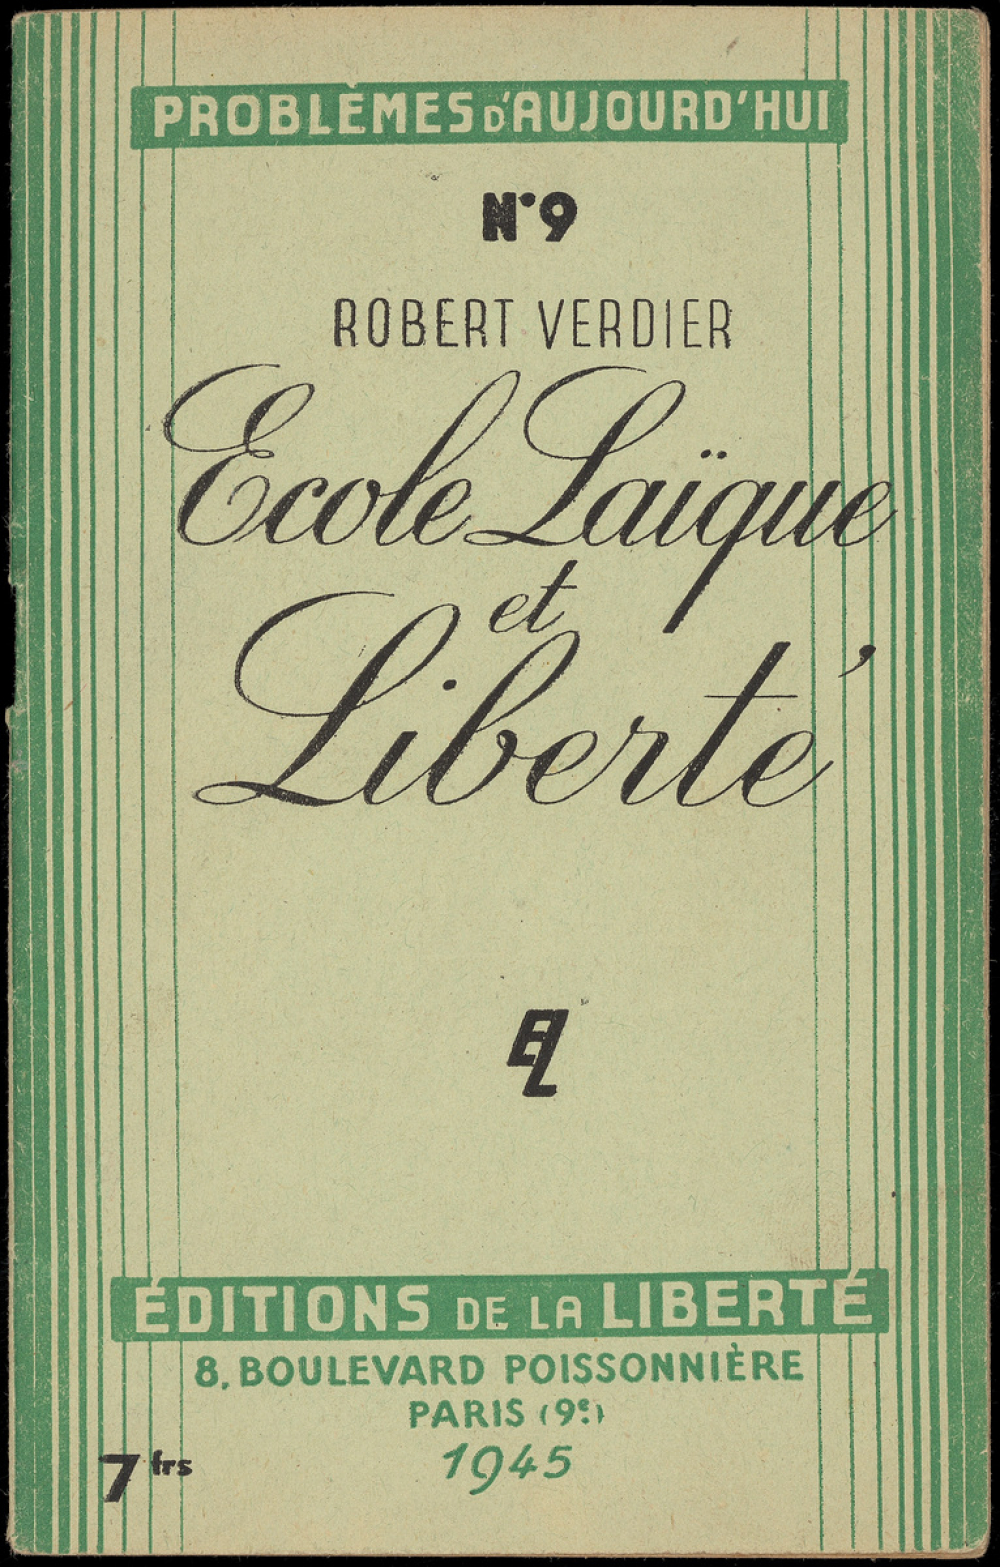 PROBLÈMES D'AUJOURD'HUI
N°9
ROBERT VERDIER
Ecole Laïque
et
Liberté
EL
ÉDITIONS DE LA LIBERTÉ
8, BOULEVARD POISSONNIÈRE
PARIS (9e)
1945
7 frs